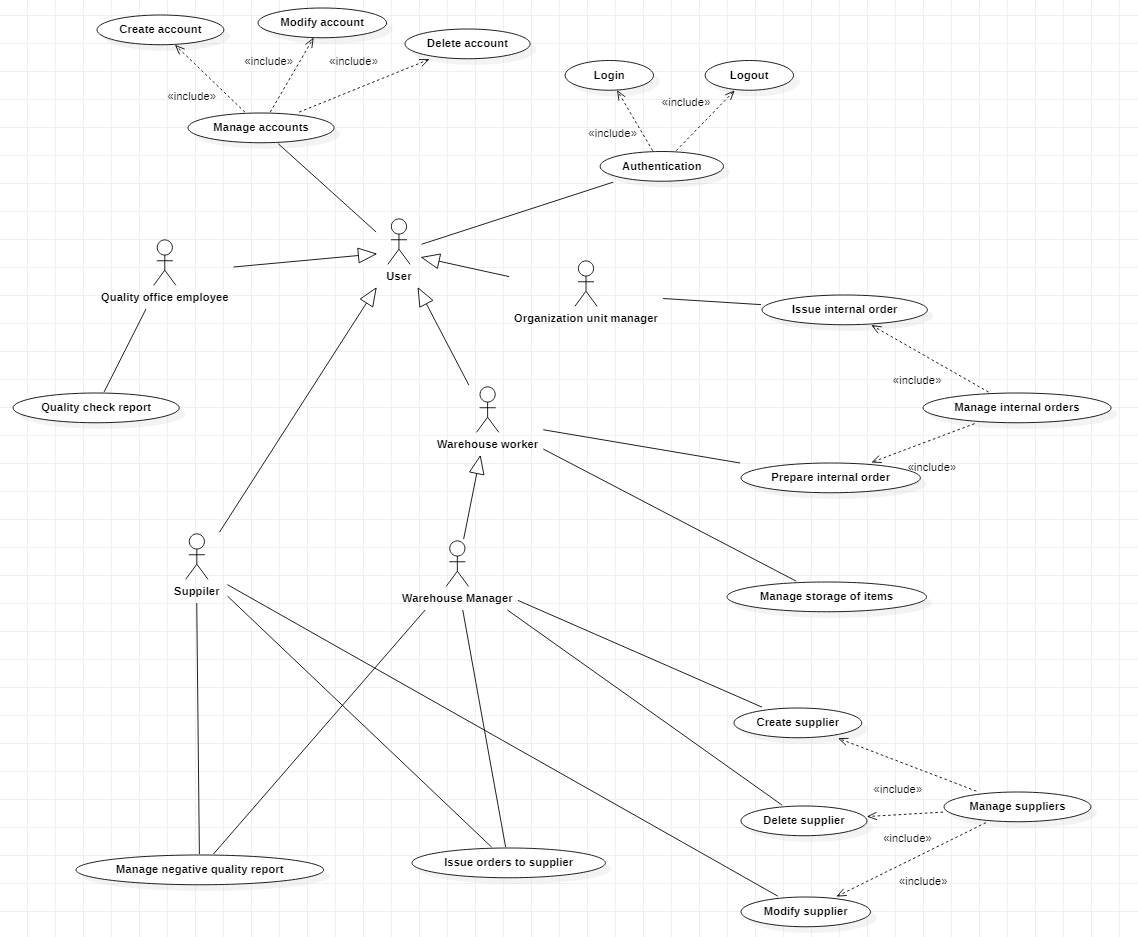 Create account
Modify account
Delete account
«include»
«include»
«include»
Manage accounts
Login
Logout
«include»
«include»
Authentication
User
Quality office employee
Organization unit manager
Issue internal order
«include»
Manage internal orders
Quality check report
Warehouse worker
«include»
Prepare internal order
Suppiler
Warehouse Manager
Manage storage of items
Create supplier
«include»
Manage suppliers
Delete supplier
«include»
Manage negative quality report
Issue orders to supplier
«include»
Modify supplier